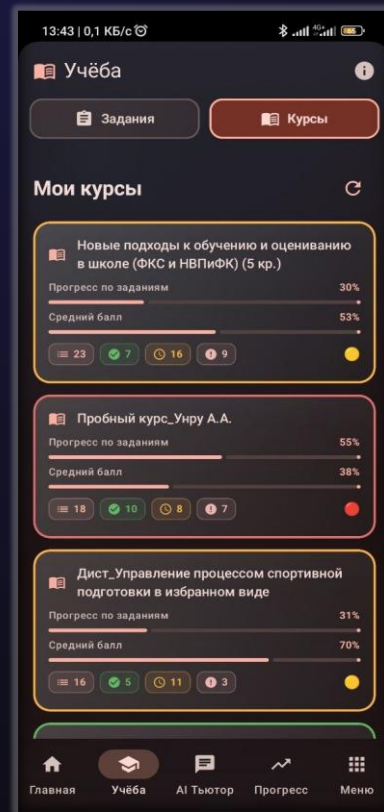 13:43 | 0,1 КБ/с
4G+
Учёба
Задания
Курсы
Мои курсы
Новые подходы к обучению и оцениванию
в школе (ФКС и НВПиФК) (5 кр.)
Прогресс по заданиям 30%
Средний балл 53%
23 7 16 9
Пробный курс_Унру А.А.
Прогресс по заданиям 55%
Средний балл 38%
18 10 8 7
Дист_Управление процессом спортивной
подготовки в избранном виде
Прогресс по заданиям 31%
Средний балл 70%
16 5 11 3
Главная Учёба AI Тьютор Прогресс Меню